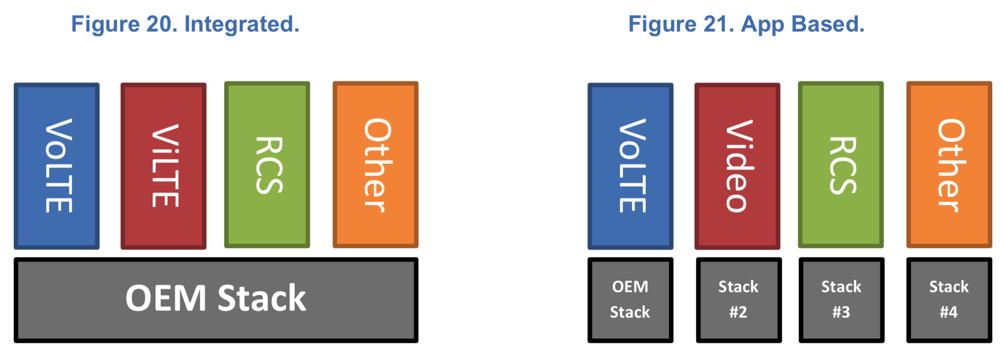 Figure 20. Integrated.
VoLTE
ViLTE
RCS
Other
OEM Stack
Figure 21. App Based.
VoLTE
Video
RCS
Other
OEM
Stack
Stack
#2
Stack
#3
Stack
#4